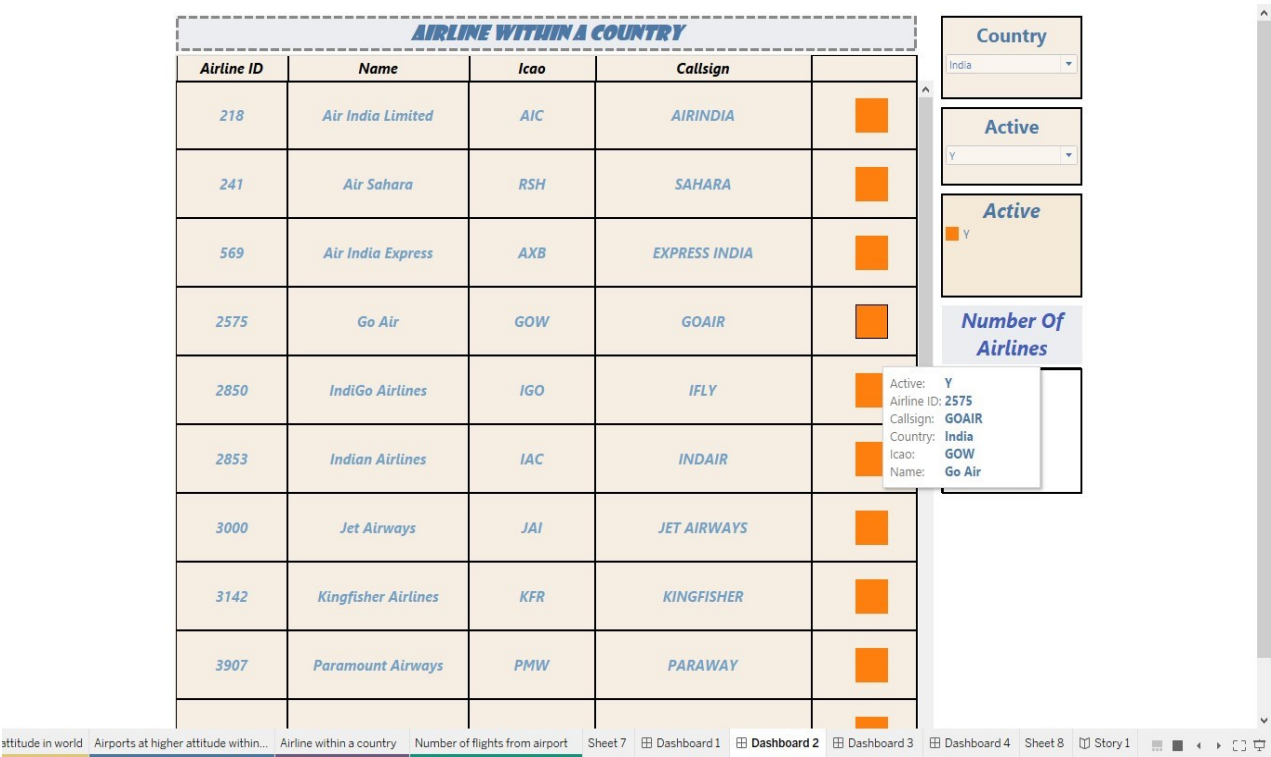 AIRLINE WITHIN A COUNTRY
Airline ID Name Icao Callsign
218 Air India Limited AIC AIRINDIA
241 Air Sahara RSH SAHARA
569 Air India Express AXB EXPRESS INDIA
2575 Go Air GOW GOAIR
2850 IndiGo Airlines IGO IFLY
2853 Indian Airlines IAC INDAIR
3000 Jet Airways JAI JET AIRWAYS
3142 Kingfisher Airlines KFR KINGFISHER
3907 Paramount Airways PMW PARAWAY
Country
India
Active
Y
Active
Y
Number Of
Airlines
Active: Y
Airline ID: 2575
Callsign: GOAIR
Country: India
Icao: GOW
Name: Go Air
attitude in world Airports at higher attitude within... Airline within a country Number of flights from airport Sheet 7 Dashboard 1 Dashboard 2 Dashboard 3 Dashboard 4 Sheet 8 Story 1